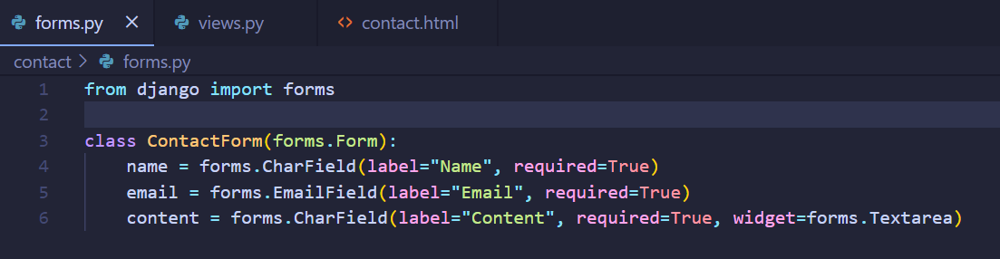 forms.py views.py contact.html
contact > forms.py
1 from django import forms
2
3 class ContactForm(forms.Form):
4     name = forms.CharField(label="Name", required=True)
5     email = forms.EmailField(label="Email", required=True)
6     content = forms.CharField(label="Content", required=True, widget=forms.Textarea)